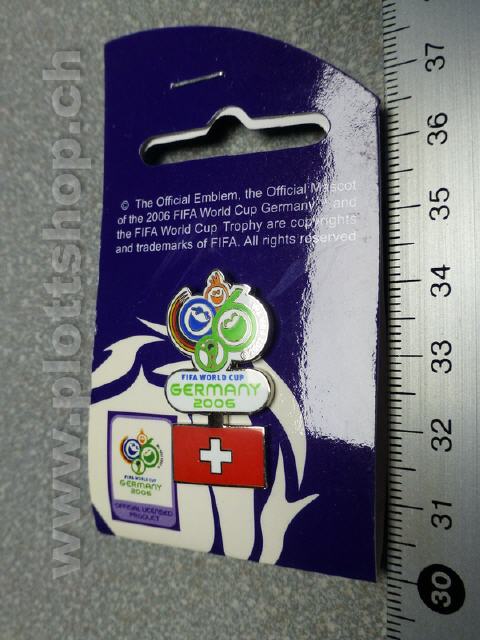 www.plottshop.ch
© The Official Emblem, the Official Mascot
of the 2006 FIFA World Cup Germany and
the FIFA World Cup Trophy are copyrights
and trademarks of FIFA. All rights reserved
FIFA WORLD CUP
GERMANY
2006
FIFA WORLD CUP
GERMANY
2006
OFFICIAL LICENSED
PRODUCT
37
36
35
34
33
32
31
30